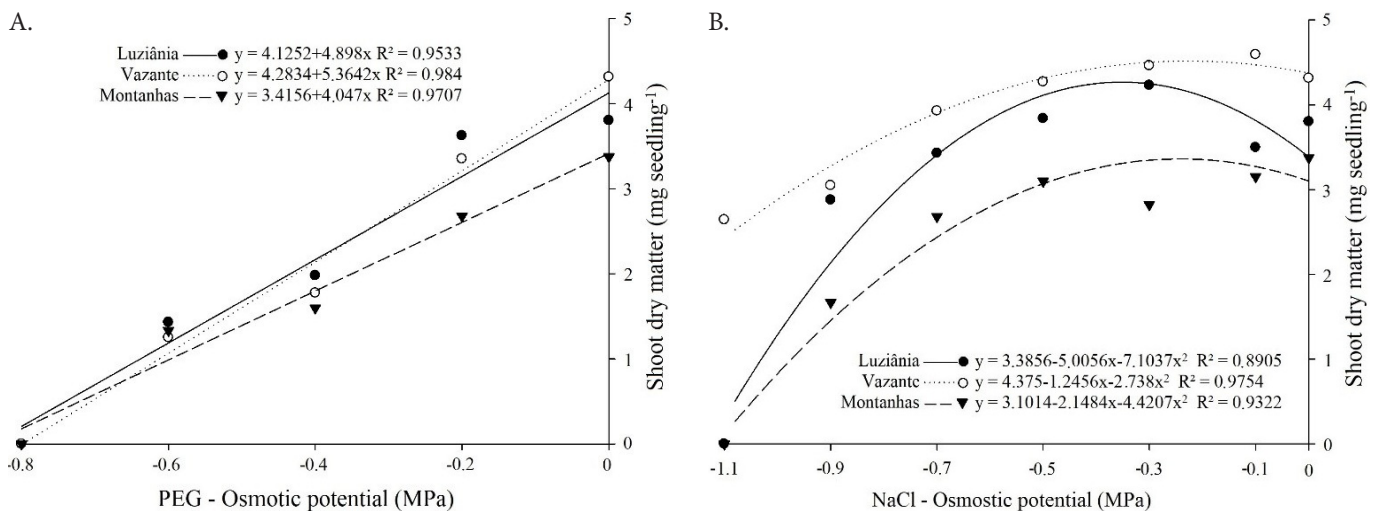 A.
Luziânia y = 4.1252+4.898x R² = 0.9533
Vazante y = 4.2834+5.3642x R² = 0.984
Montanhas y = 3.4156+4.047x R² = 0.9707
5
4
3
2
1
0
Shoot dry matter (mg seedling⁻¹)
-0.8 -0.6 -0.4 -0.2 0
PEG - Osmotic potential (MPa)
B.
5
4
3
2
1
0
Shoot dry matter (mg seedling⁻¹)
Luziânia y = 3.3856-5.0056x-7.1037x² R² = 0.8905
Vazante y = 4.375-1.2456x-2.738x² R² = 0.9754
Montanhas y = 3.1014-2.1484x-4.4207x² R² = 0.9322
-1.1 -0.9 -0.7 -0.5 -0.3 -0.1 0
NaCl - Osmostic potential (MPa)